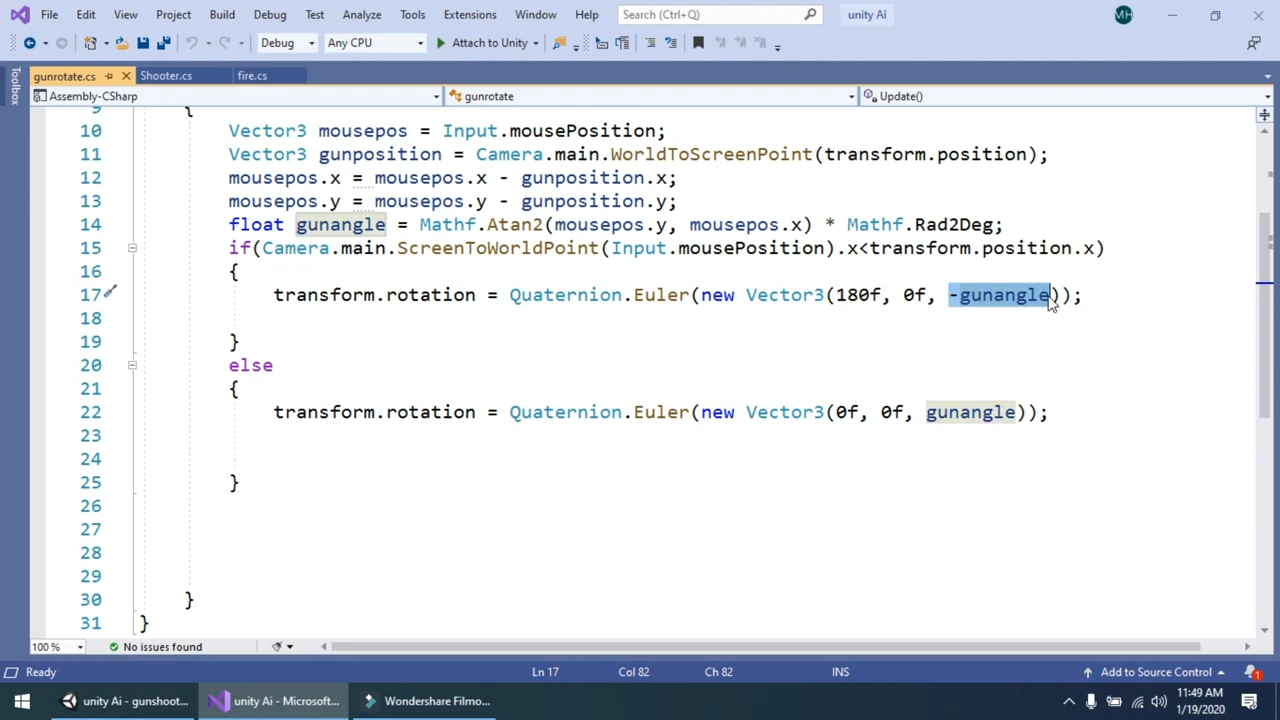 File Edit View Project Build Debug Test Analyze Tools Extensions Window Help Search (Ctrl+Q) unity Ai MH
Debug Any CPU Attach to Unity
Toolbox
gunrotate.cs Shooter.cs fire.cs
Assembly-CSharp gunrotate Update()
9 {
10 Vector3 mousepos = Input.mousePosition;
11 Vector3 gunposition = Camera.main.WorldToScreenPoint(transform.position);
12 mousepos.x = mousepos.x - gunposition.x;
13 mousepos.y = mousepos.y - gunposition.y;
14 float gunangle = Mathf.Atan2(mousepos.y, mousepos.x) * Mathf.Rad2Deg;
15 if(Camera.main.ScreenToWorldPoint(Input.mousePosition).x<transform.position.x)
16 {
17 transform.rotation = Quaternion.Euler(new Vector3(180f, 0f, -gunangle));
18
19 }
20 else
21 {
22 transform.rotation = Quaternion.Euler(new Vector3(0f, 0f, gunangle));
23
24
25 }
26
27
28
29
30 }
31 }
100 % No issues found
Ready Ln 17 Col 82 Ch 82 INS Add to Source Control 1
unity Ai - gunshoot... unity Ai - Microsoft... Wondershare Filmo... 11:49 AM
1/19/2020